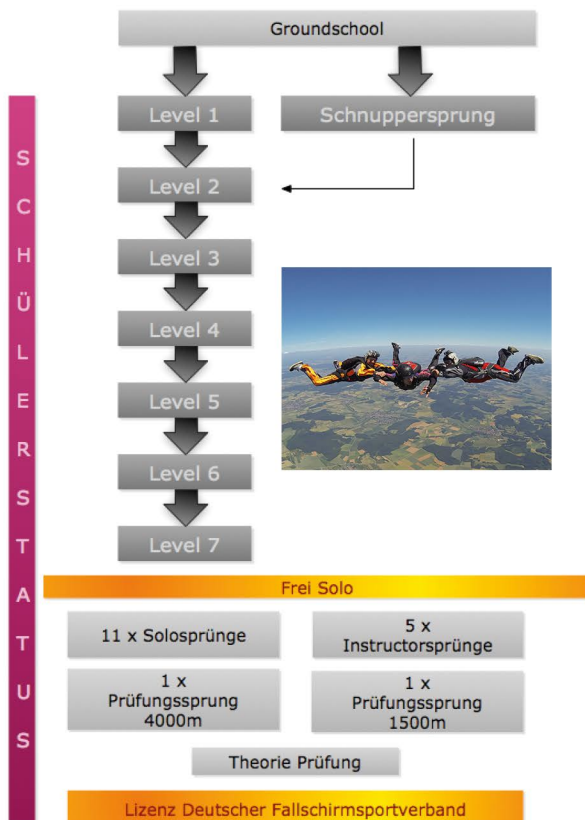 Groundschool
Level 1
Schnuppersprung
Level 2
Level 3
Level 4
Level 5
Level 6
Level 7
SCHÜLERSTATUS
Frei Solo
11 x Solosprünge
5 x
Instructorsprünge
1 x
Prüfungssprung
4000m
1 x
Prüfungssprung
1500m
Theorie Prüfung
Lizenz Deutscher Fallschirmsportverband